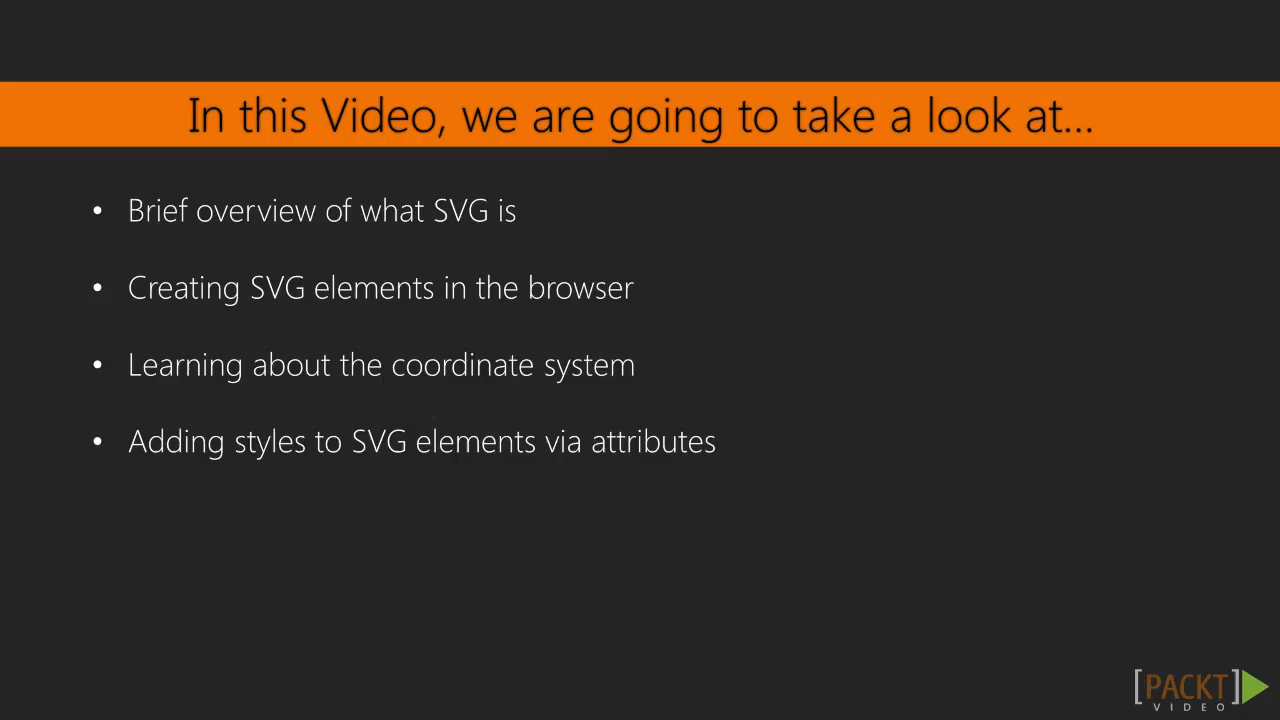 In this Video, we are going to take a look at...
• Brief overview of what SVG is
• Creating SVG elements in the browser
• Learning about the coordinate system
• Adding styles to SVG elements via attributes
[PACKT]
VIDEO